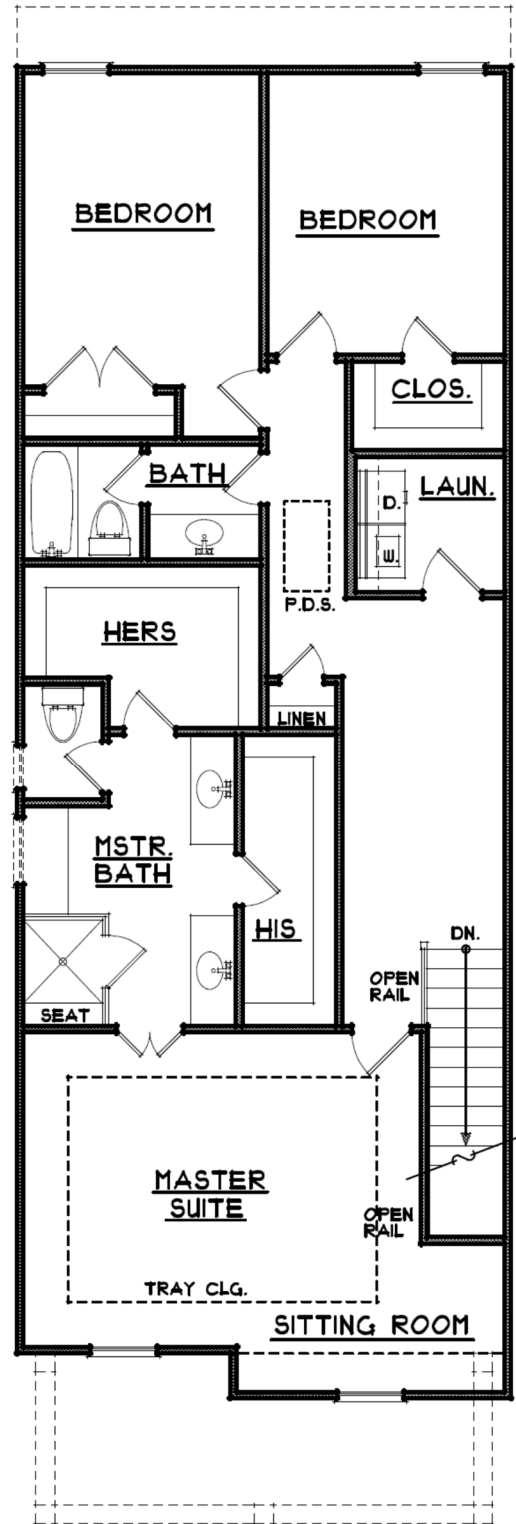 BEDROOM
BEDROOM
CLOS.
BATH
LAUN.
D.
W.
P.D.S.
HERS
LINEN
MSTR.
BATH
HIS
DN.
OPEN
RAIL
SEAT
MASTER
SUITE
OPEN
RAIL
TRAY CLG.
SITTING ROOM